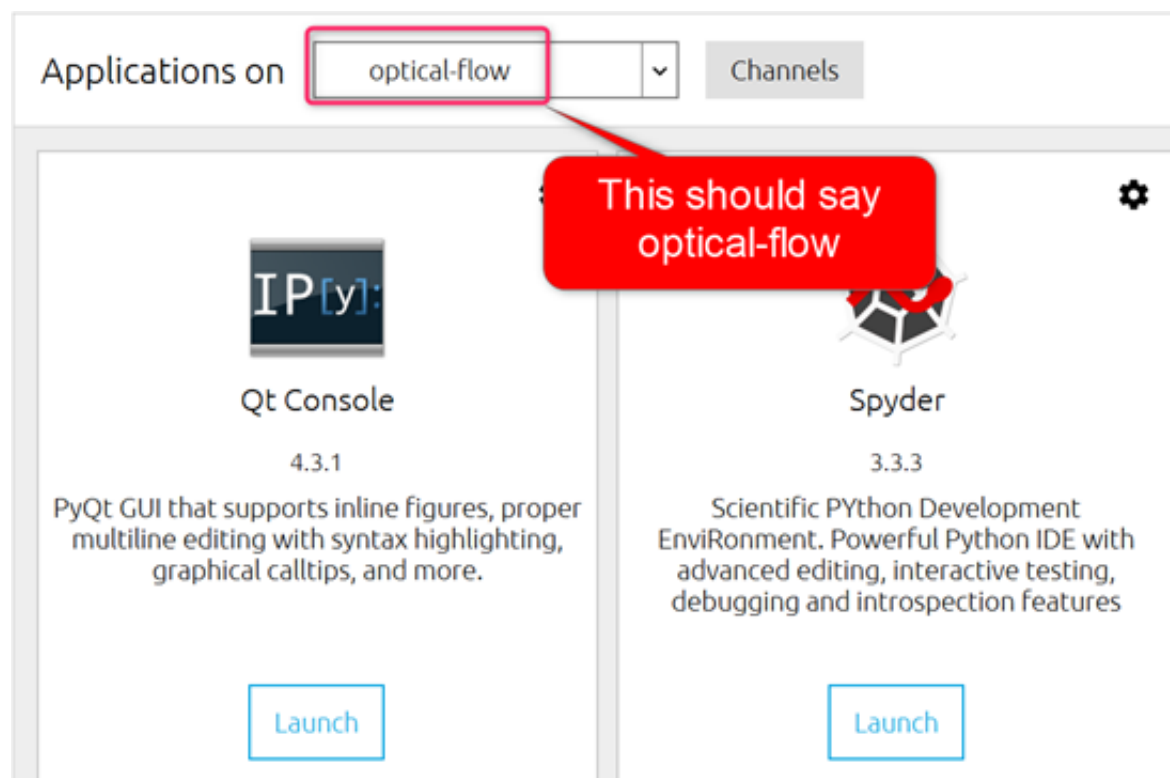 Applications on optical-flow Channels
This should say
optical-flow
IP[y]:
Qt Console
4.3.1
PyQt GUI that supports inline figures, proper
multiline editing with syntax highlighting,
graphical calltips, and more.
Launch
Spyder
3.3.3
Scientific PYthon Development
EnviRonment. Powerful Python IDE with
advanced editing, interactive testing,
debugging and introspection features
Launch